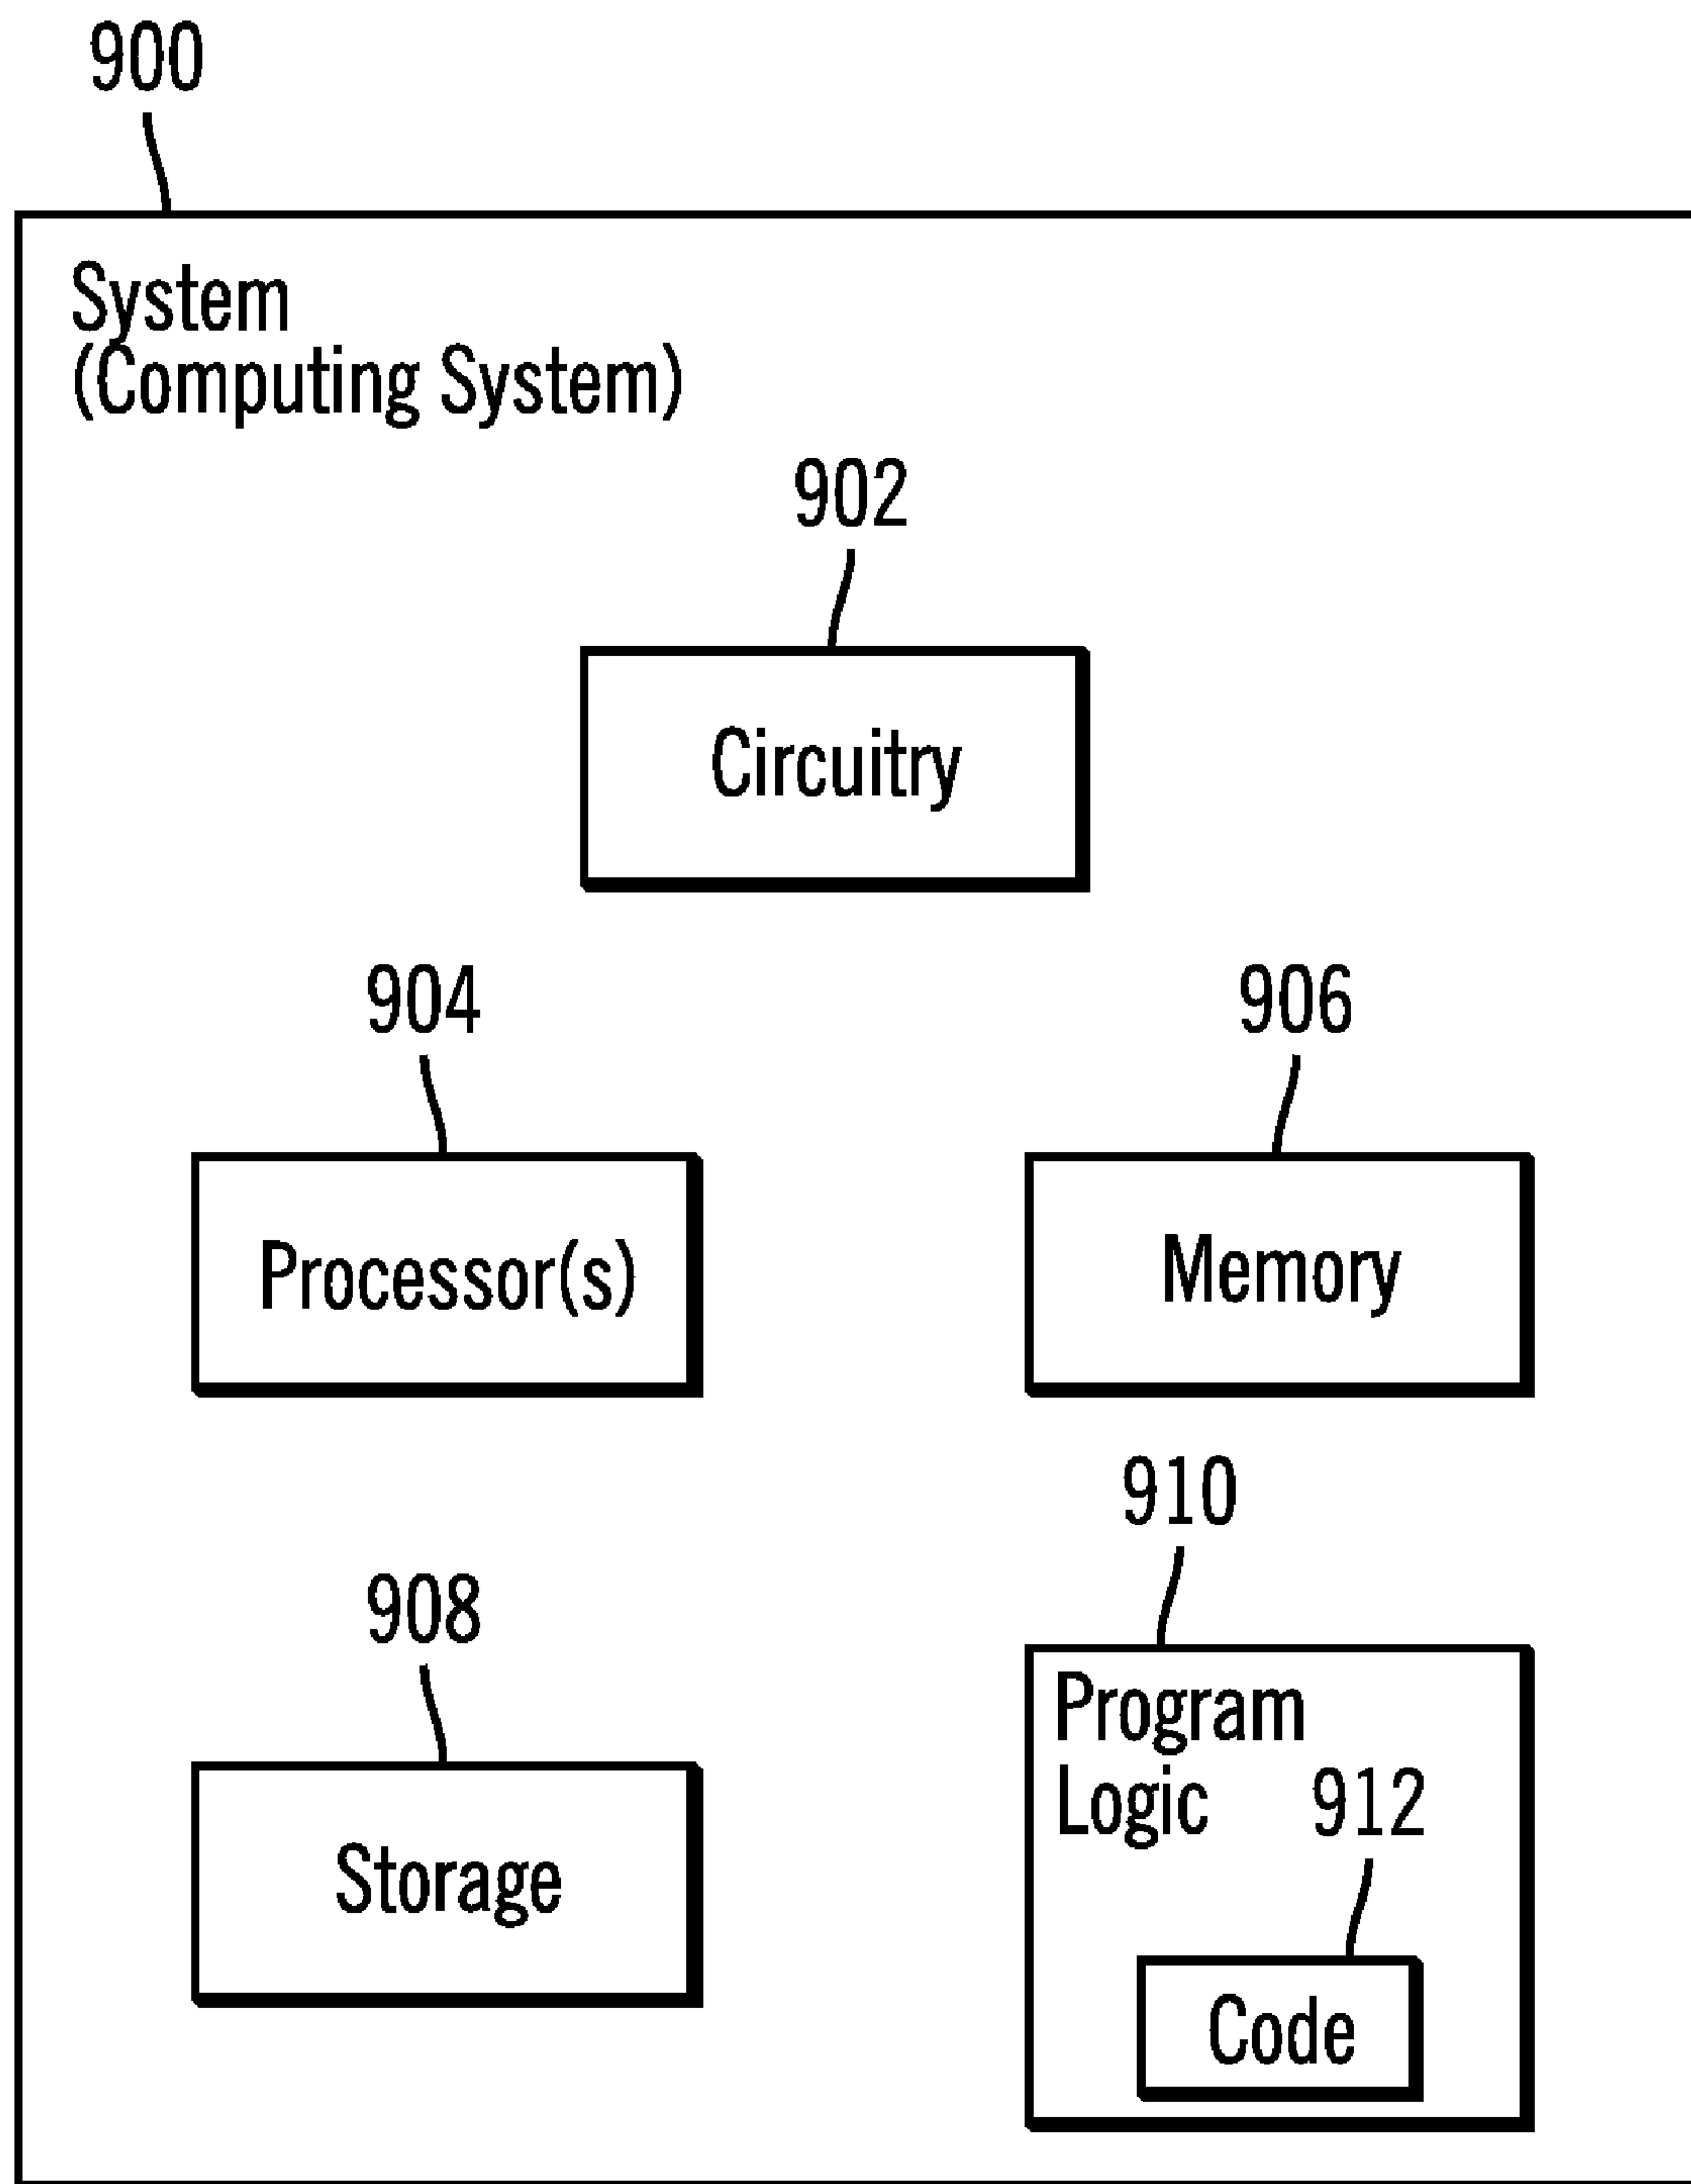 900
System
(Computing System)
902
Circuitry
904
906
Processor(s)
Memory
910
908
Program
Logic 912
Storage
Code